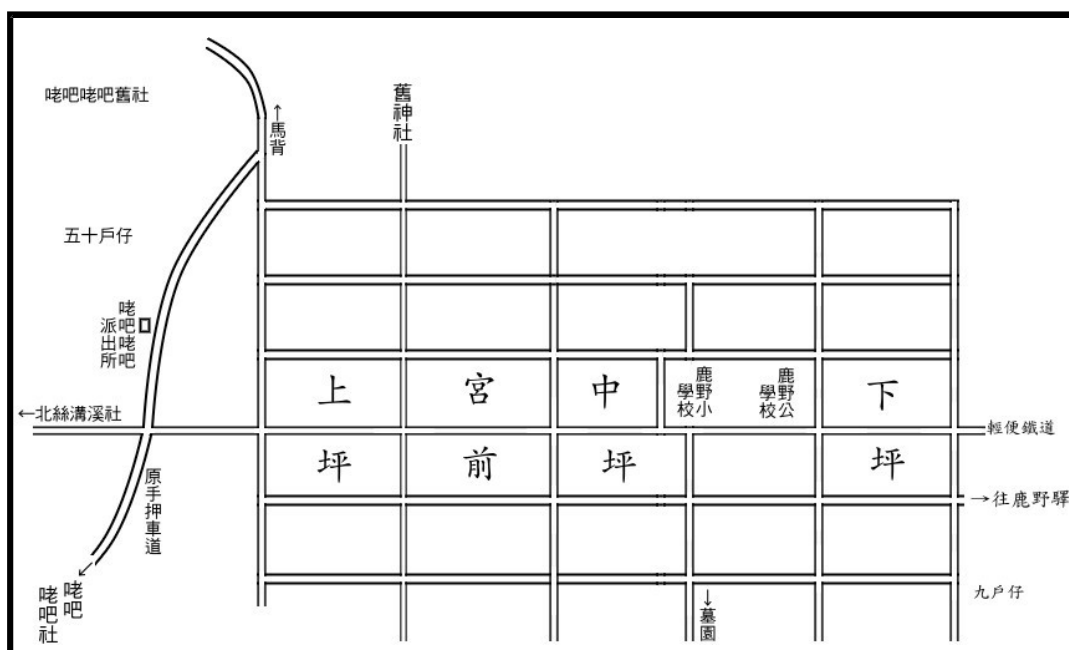 咾吧咾吧舊社
↑馬背
舊神社
五十戶仔
咾吧咾吧
派出所
上坪
宮前
中坪
鹿野小
學校
鹿野公
學校
下坪
←北絲溝溪社
輕便鐵道
原手押車道
→往鹿野驛
咾吧
咾吧社
↓墓園
九戶仔